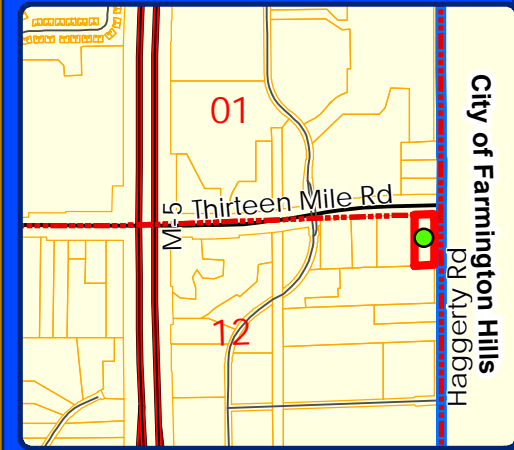 01
Thirteen Mile Rd
M-5
12
Haggerty Rd
City of Farmington Hills